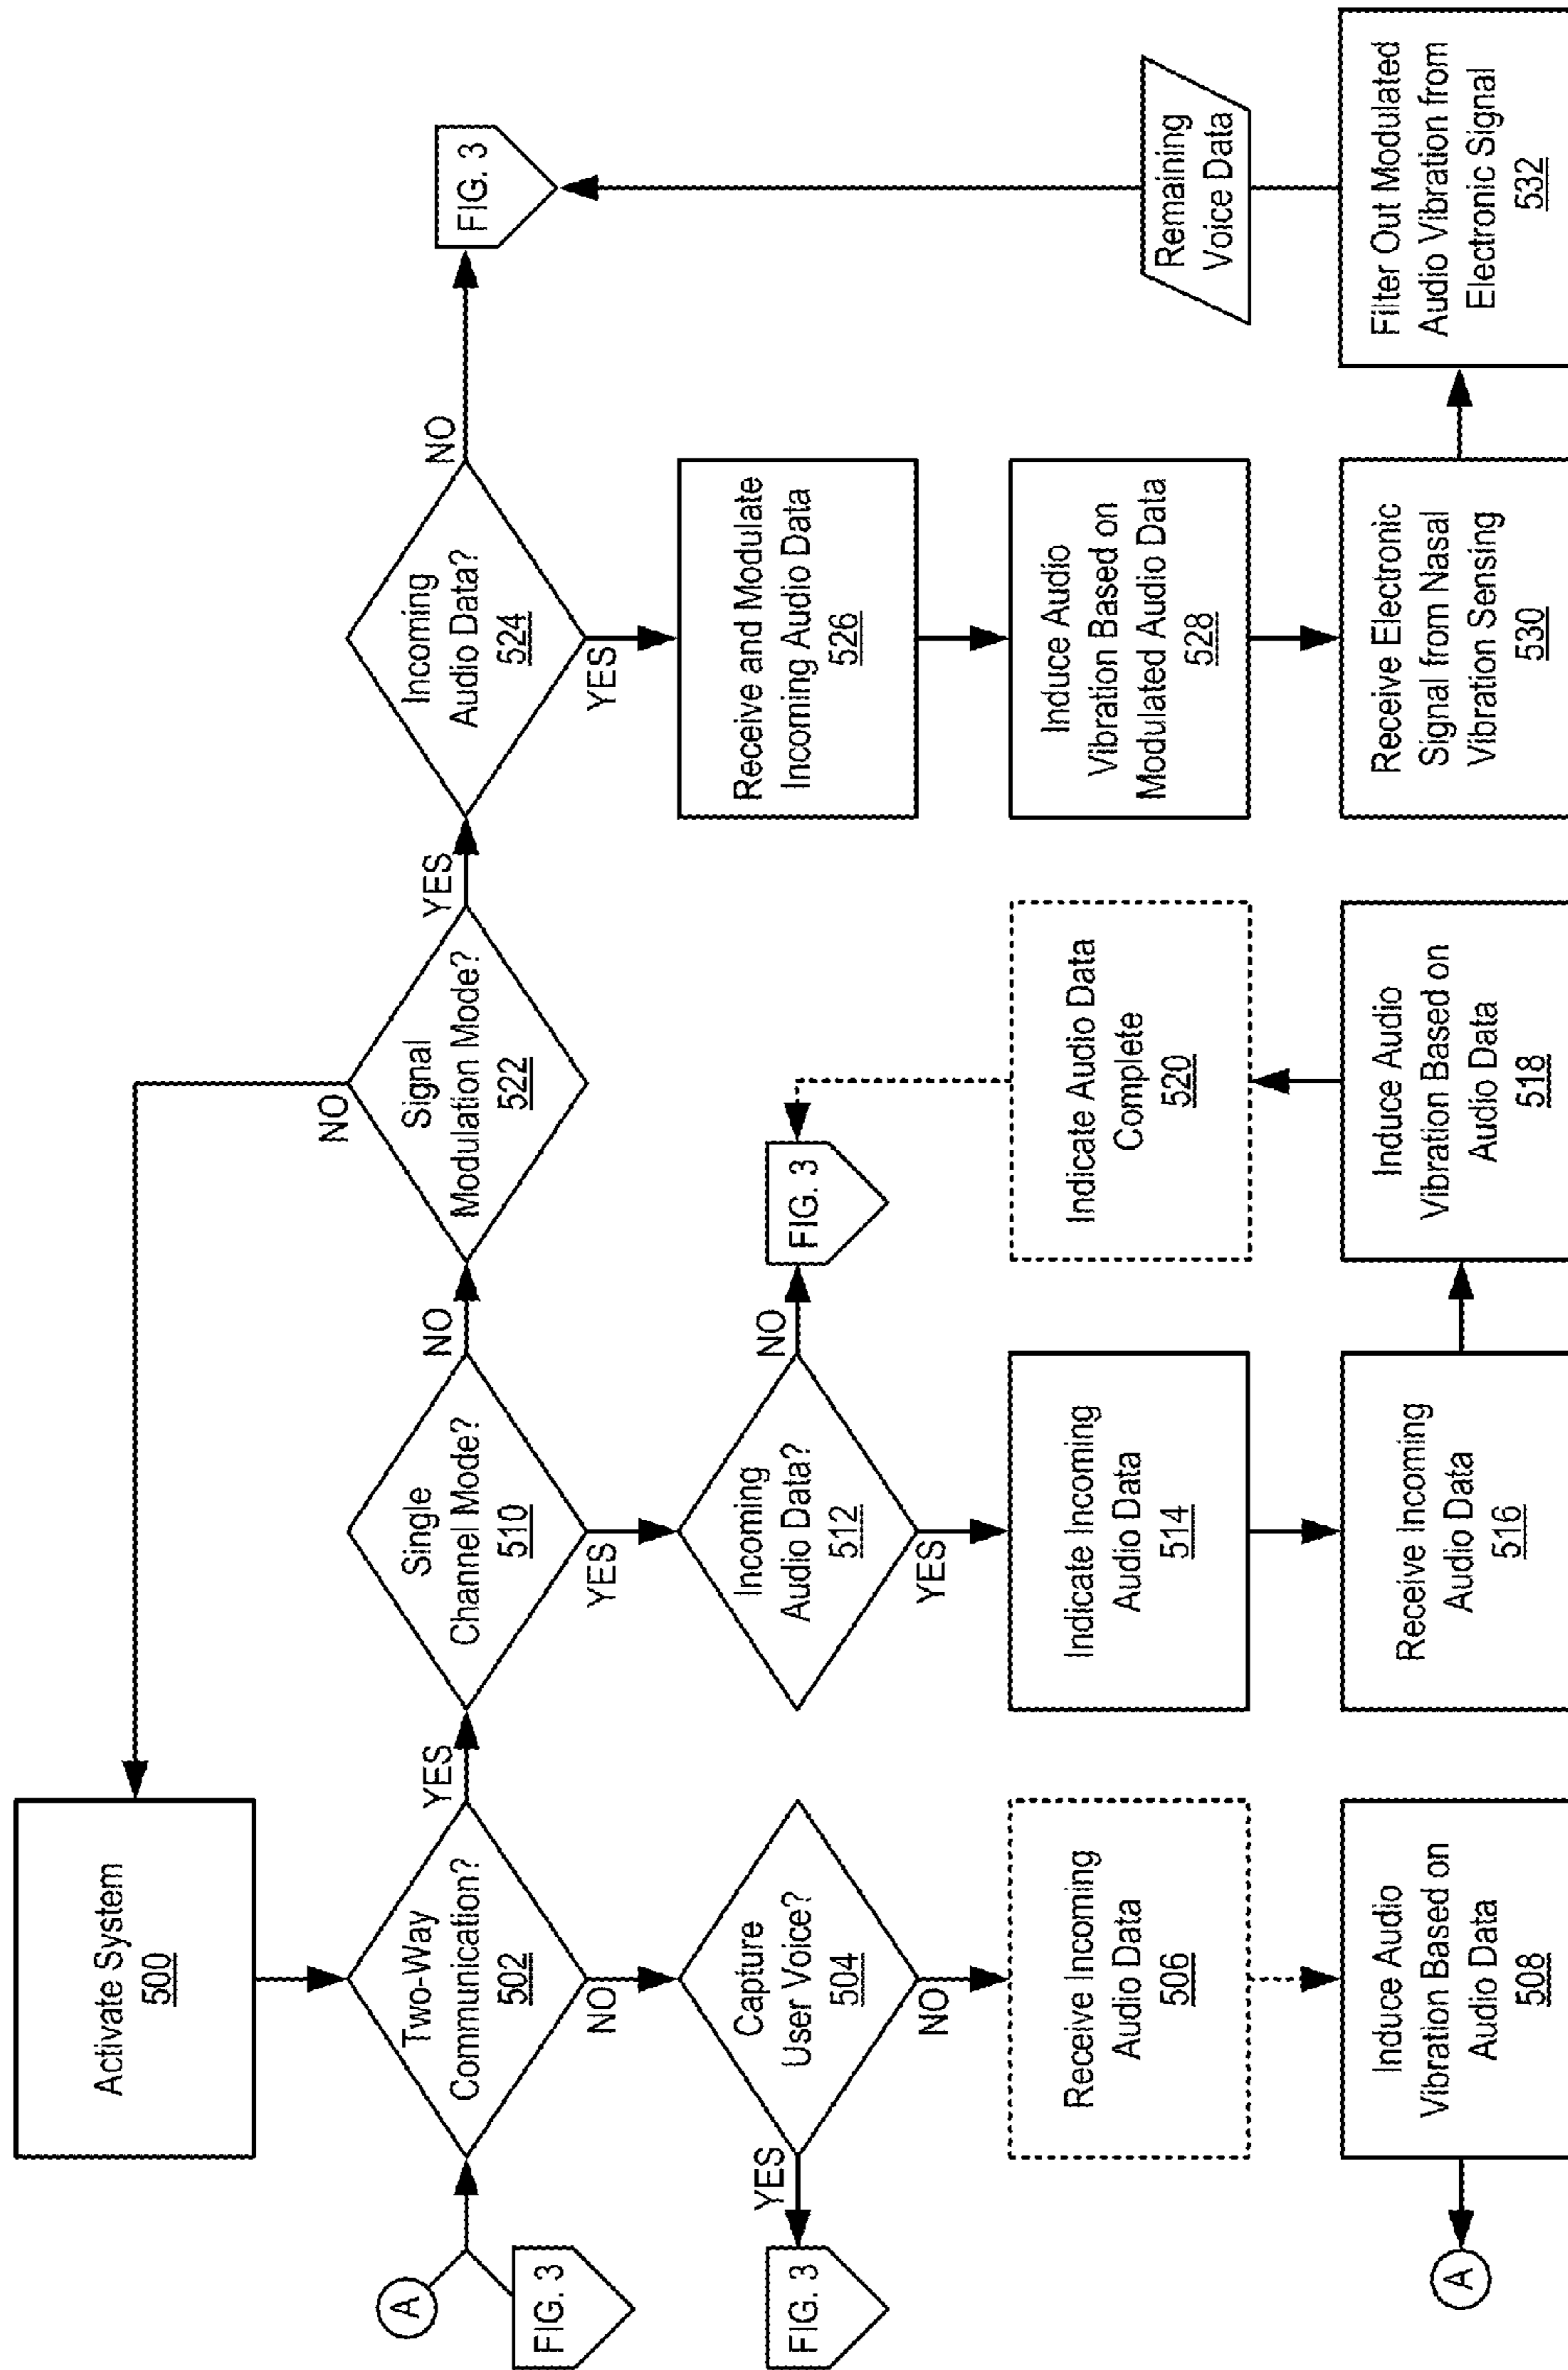 Activate System
500
A
FIG. 3
Two-Way
Communication?
502
YES
NO
Single
Channel Mode?
510
NO
YES
Signal
Modulation Mode?
522
NO
YES
Incoming
Audio Data?
524
NO
YES
FIG. 3
Capture
User Voice?
504
YES
NO
FIG. 3
Incoming
Audio Data?
512
NO
YES
FIG. 3
Receive and Modulate
Incoming Audio Data
526
Receive Incoming
Audio Data
506
Indicate Incoming
Audio Data
514
Indicate Audio Data
Complete
520
Induce Audio
Vibration Based on
Modulated Audio Data
528
Remaining
Voice Data
A
Induce Audio
Vibration Based on
Audio Data
508
Receive Incoming
Audio Data
516
Induce Audio
Vibration Based on
Audio Data
518
Receive Electronic
Signal from Nasal
Vibration Sensing
530
Filter Out Modulated
Audio Vibration from
Electronic Signal
532